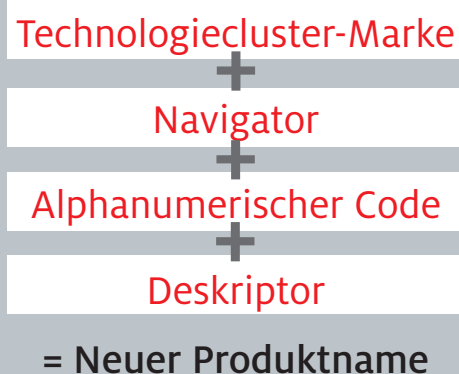 Technologiecluster-Marke
+
Navigator
+
Alphanumerischer Code
+
Deskriptor
= Neuer Produktname